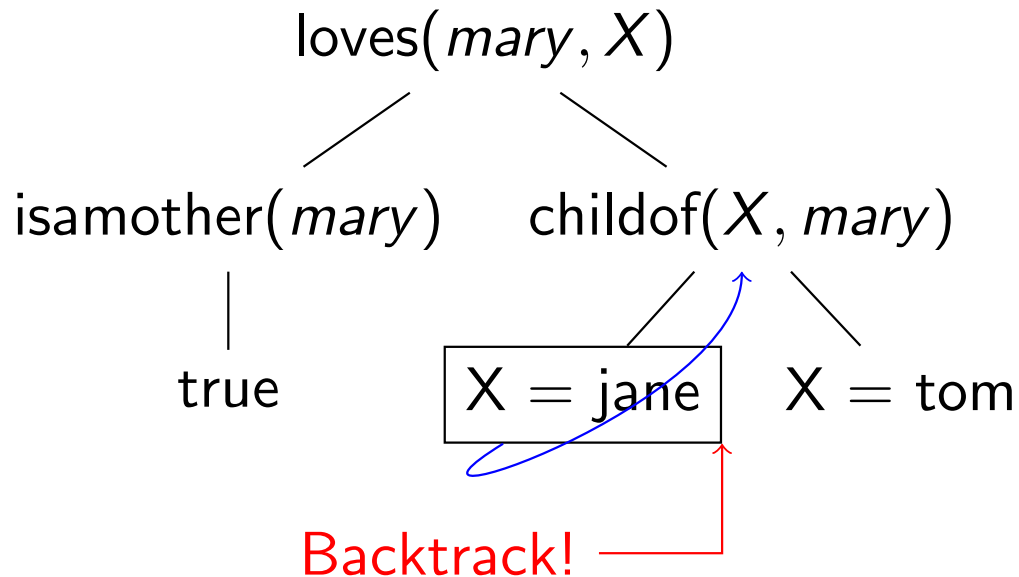 loves(mary, X)
isamother(mary) childof(X, mary)
true X = jane X = tom
Backtrack!